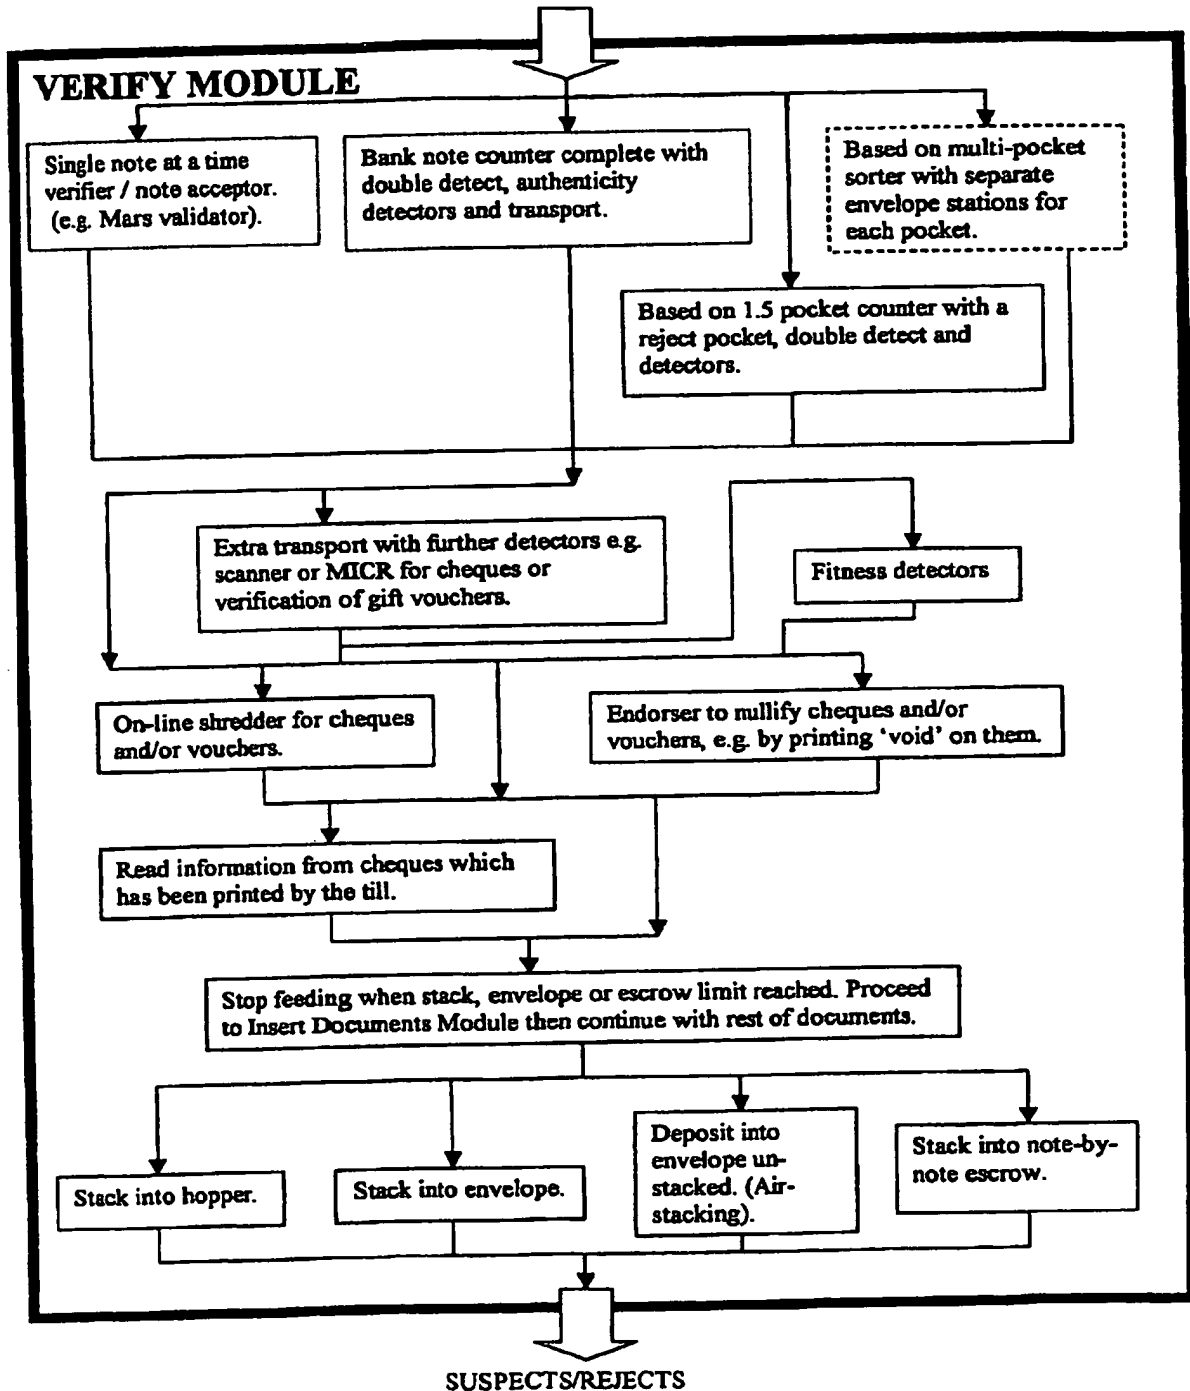 VERIFY MODULE
Single note at a time
verifier / note acceptor.
(e.g. Mars validator).
Bank note counter complete with
double detect, authenticity
detectors and transport.
Based on multi-pocket
sorter with separate
envelope stations for
each pocket.
Based on 1.5 pocket counter with a
reject pocket, double detect and
detectors.
Extra transport with further detectors e.g.
scanner or MICR for cheques or
verification of gift vouchers.
Fitness detectors
On-line shredder for cheques
and/or vouchers.
Endorser to nullify cheques and/or
vouchers, e.g. by printing ‘void’ on them.
Read information from cheques which
has been printed by the till.
Stop feeding when stack, envelope or escrow limit reached. Proceed
to Insert Documents Module then continue with rest of documents.
Stack into hopper.
Stack into envelope.
Deposit into
envelope un-
stacked. (Air-
stacking).
Stack into note-by-
note escrow.
SUSPECTS/REJECTS